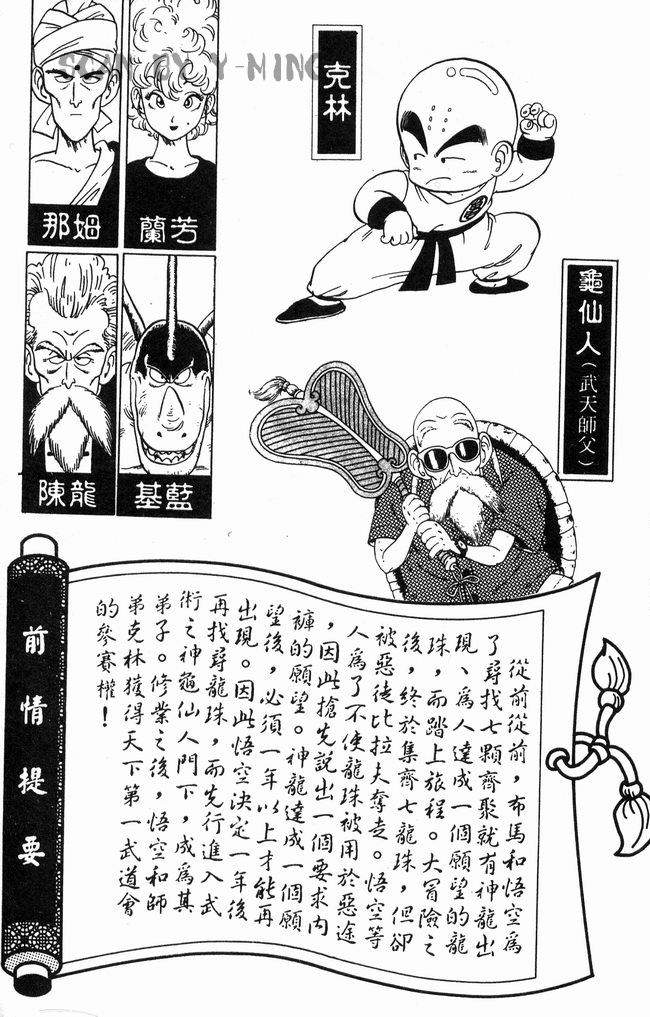 SCAN BY Y-MING
克林
龜仙人（武天師父）
那姆
蘭芳
陳龍
基藍
前情提要
從前從前，布馬和悟空為
了尋找七顆齊聚就有神龍出
現、為人達成一個願望的龍
珠，而踏上旅程。大冒險之
後，終於集齊七龍珠，但卻
被惡徒比拉夫奪走。悟空等
人為了不使龍珠被用於惡途
，因此搶先說出一個要求內
褲的願望。神龍達成一個願
望後，必須一年以上才能再
出現。因此悟空決定一年後
再找尋龍珠，而先行進入武
術之神龜仙人門下，成為其
弟子。修業之後，悟空和師
弟克林獲得天下第一武道會
的參賽權！